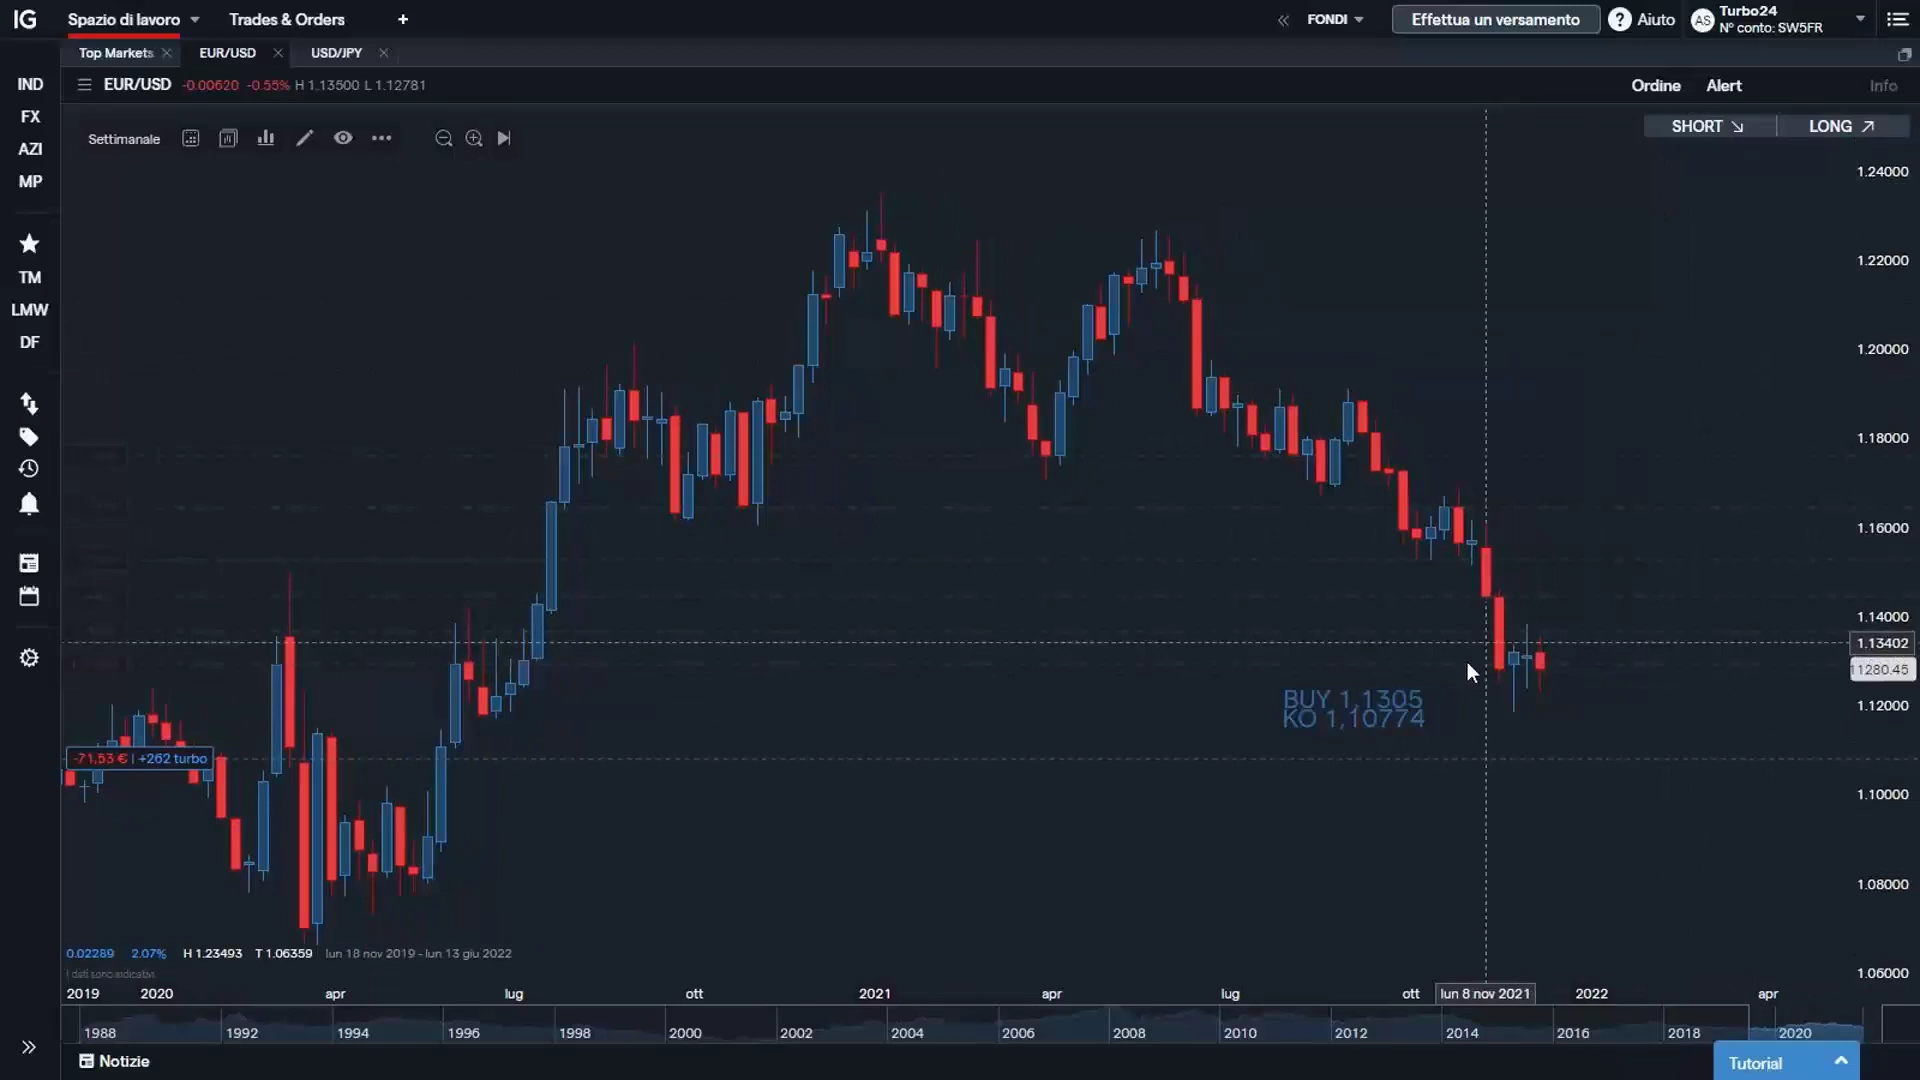 IG Spazio di lavoro Trades & Orders + FONDI Effettua un versamento ? Aiuto AS Turbo24
N° conto: SW5FR
Top Markets EUR/USD USD/JPY
EUR/USD -0.00620 -0.55% H 1.13500 L 1.12781 Ordine Alert Info
IND
FX
AZI
MP
TM
LMW
DF
Settimanale
SHORT LONG
1.24000
1.22000
1.20000
1.18000
1.16000
1.14000
1.13402
11280.45
1.12000
1.10000
1.08000
1.06000
BUY 1,1305
KO 1,10774
-71.53 € | +262 turbo
0.02289 2.07% H 1.23493 T 1.06359 lun 18 nov 2019 - lun 13 giu 2022
I dati sono indicativi
2019 2020 apr lug ott 2021 apr lug ott lun 8 nov 2021 2022 apr
1988 1992 1994 1996 1998 2000 2002 2004 2006 2008 2010 2012 2014 2016 2018 2020
Notizie
Tutorial